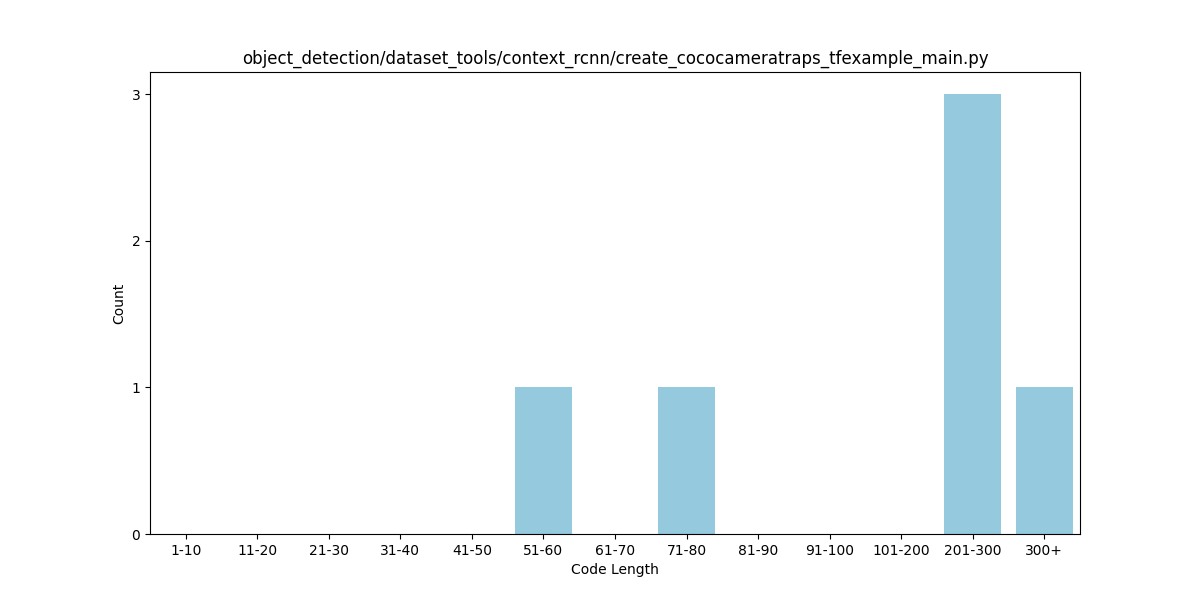 object_detection/dataset_tools/context_rcnn/create_cococameratraps_tfexample_main.py
3
2
1
0
Count
1-10 11-20 21-30 31-40 41-50 51-60 61-70 71-80 81-90 91-100 101-200 201-300 300+
Code Length